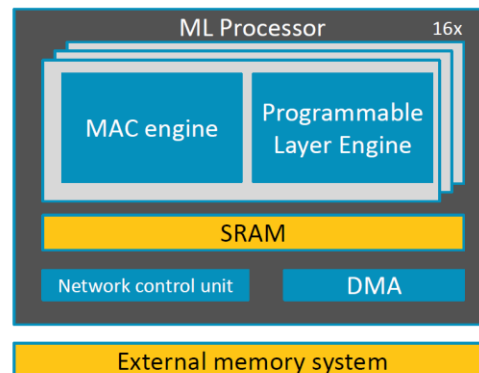 ML Processor
16x
MAC engine
Programmable
Layer Engine
SRAM
Network control unit
DMA
External memory system